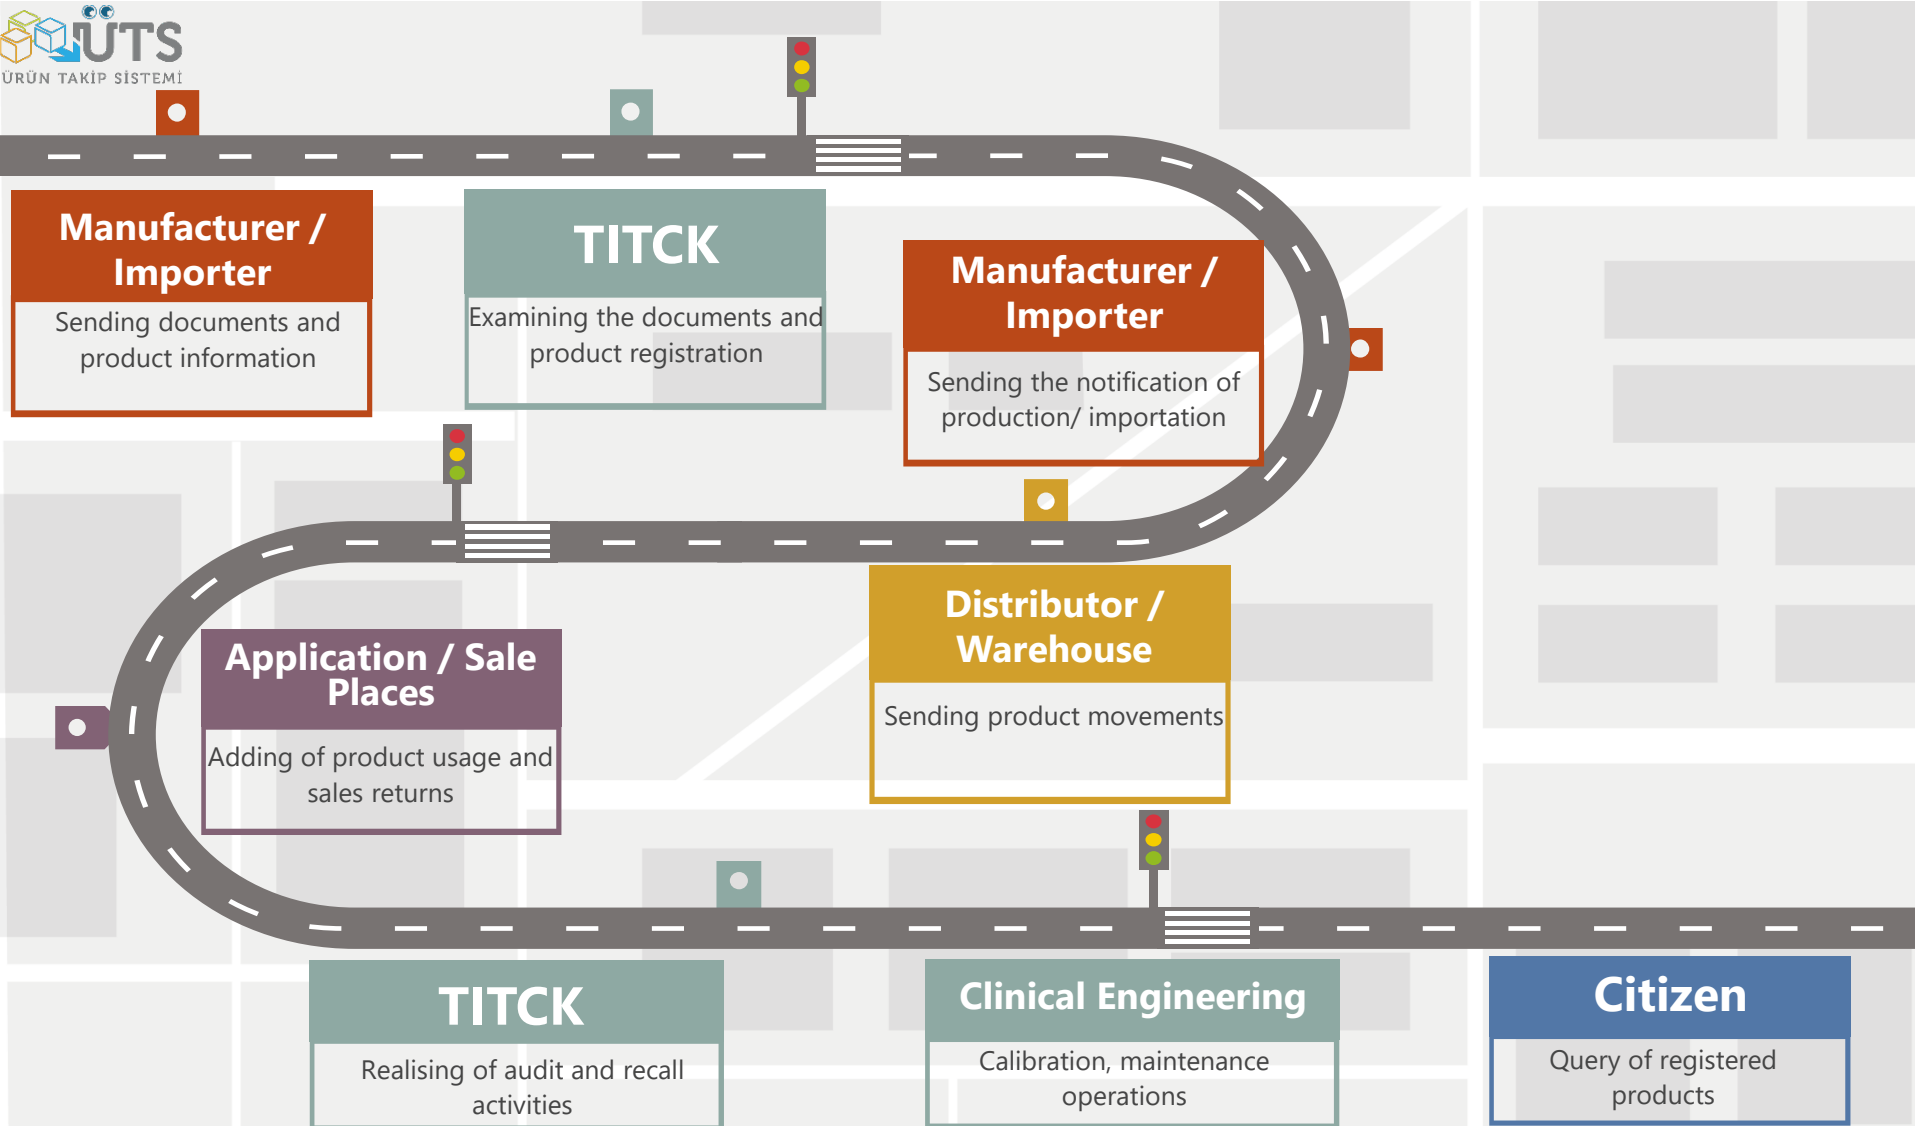 ÜTS
ÜRÜN TAKİP SİSTEMİ
Manufacturer /
Importer
Sending documents and
product information
TITCK
Examining the documents and
product registration
Manufacturer /
Importer
Sending the notification of
production/ importation
Distributor /
Warehouse
Sending product movements
Application / Sale
Places
Adding of product usage and
sales returns
TITCK
Realising of audit and recall
activities
Clinical Engineering
Calibration, maintenance
operations
Citizen
Query of registered
products